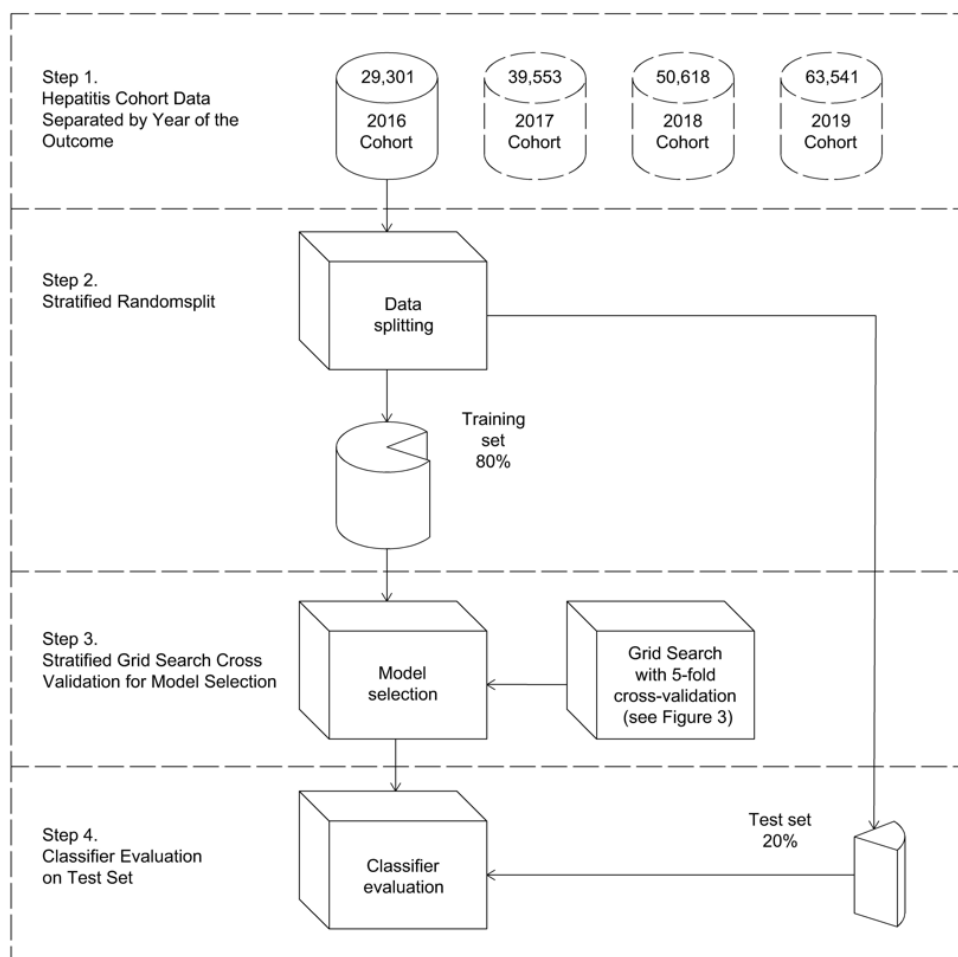 Step 1.
Hepatitis Cohort Data
Separated by Year of the
Outcome
29,301
2016
Cohort
39,553
2017
Cohort
50,618
2018
Cohort
63,541
2019
Cohort
Step 2.
Stratified Randomsplit
Data
splitting
Training
set
80%
Step 3.
Stratified Grid Search Cross
Validation for Model Selection
Model
selection
Grid Search
with 5-fold
cross-validation
(see Figure 3)
Step 4.
Classifier Evaluation
on Test Set
Classifier
evaluation
Test set
20%